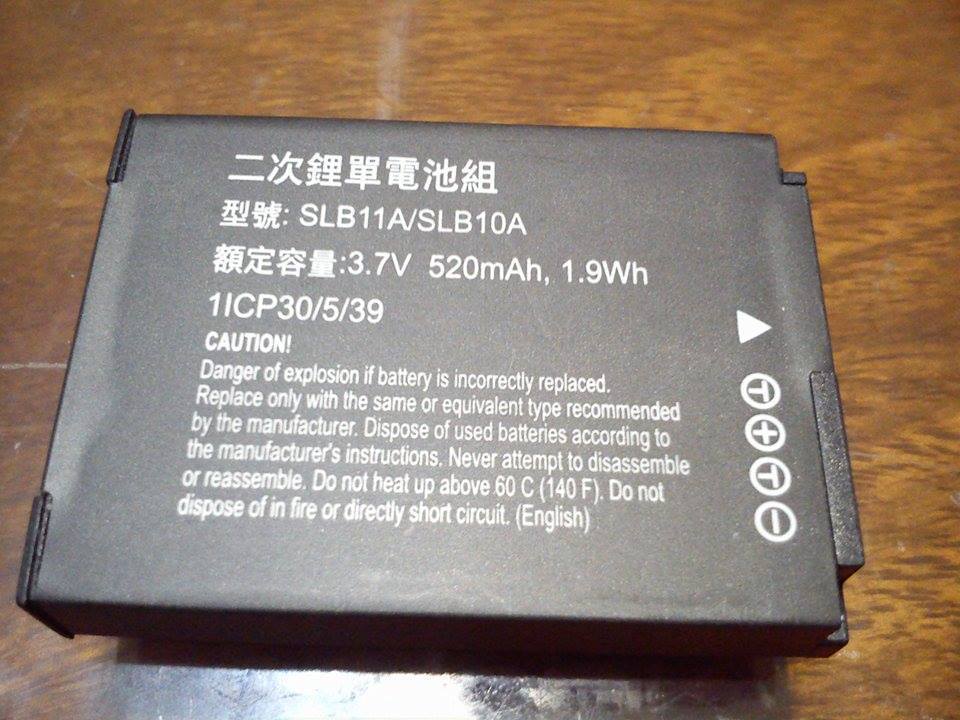 二次鋰單電池組
型號: SLB11A/SLB10A
額定容量:3.7V 520mAh, 1.9Wh
1ICP30/5/39
CAUTION!
Danger of explosion if battery is incorrectly replaced.
Replace only with the same or equivalent type recommended
by the manufacturer. Dispose of used batteries according to
the manufacturer's instructions. Never attempt to disassemble
or reassemble. Do not heat up above 60 C (140 F). Do not
dispose of in fire or directly short circuit. (English)
T
+
T
-